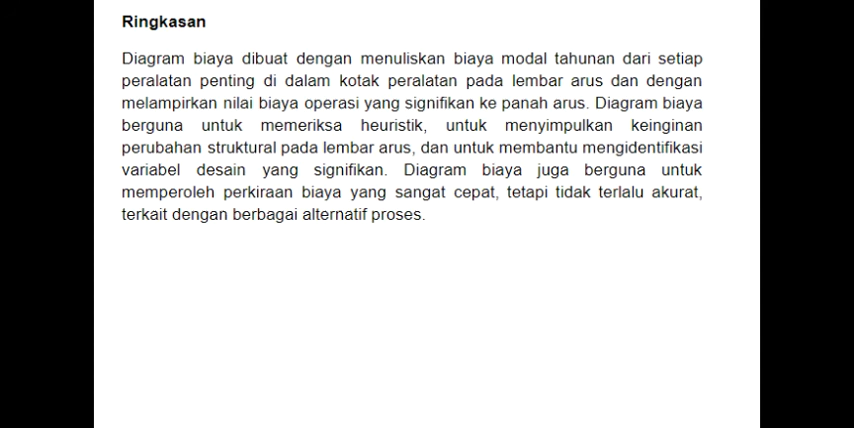 Ringkasan
Diagram biaya dibuat dengan menuliskan biaya modal tahunan dari setiap
peralatan penting di dalam kotak peralatan pada lembar arus dan dengan
melampirkan nilai biaya operasi yang signifikan ke panah arus. Diagram biaya
berguna untuk memeriksa heuristik, untuk menyimpulkan keinginan
perubahan struktural pada lembar arus, dan untuk membantu mengidentifikasi
variabel desain yang signifikan. Diagram biaya juga berguna untuk
memperoleh perkiraan biaya yang sangat cepat, tetapi tidak terlalu akurat,
terkait dengan berbagai alternatif proses.